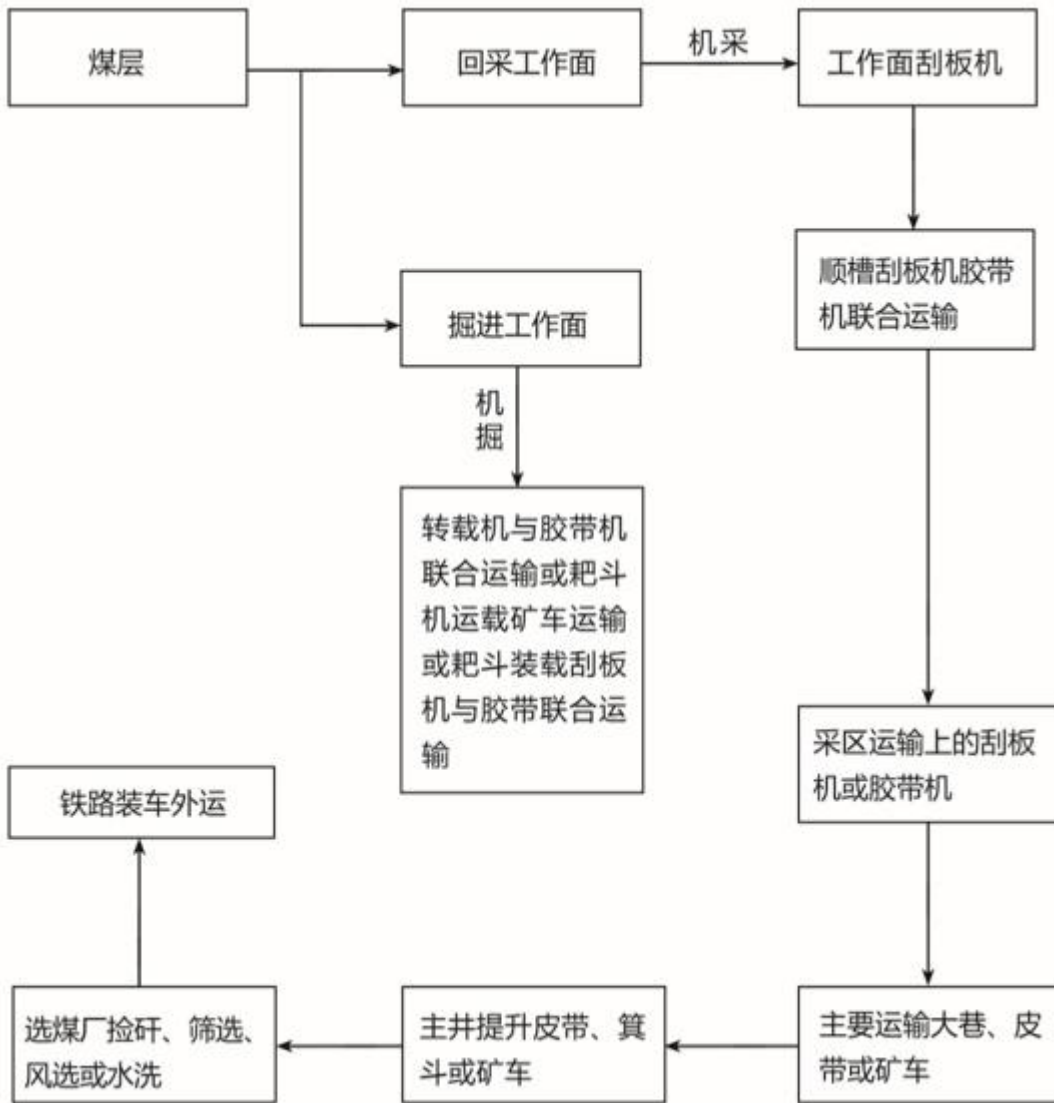 煤层
回采工作面
机采
工作面刮板机
顺槽刮板机胶带
机联合运输
掘进工作面
机
掘
转载机与胶带机
联合运输或耙斗
机运载矿车运输
或耙斗装载刮板
机与胶带联合运
输
采区运输上的刮板
机或胶带机
铁路装车外运
选煤厂捡矸、筛选、
风选或水洗
主井提升皮带、箕
斗或矿车
主要运输大巷、皮
带或矿车